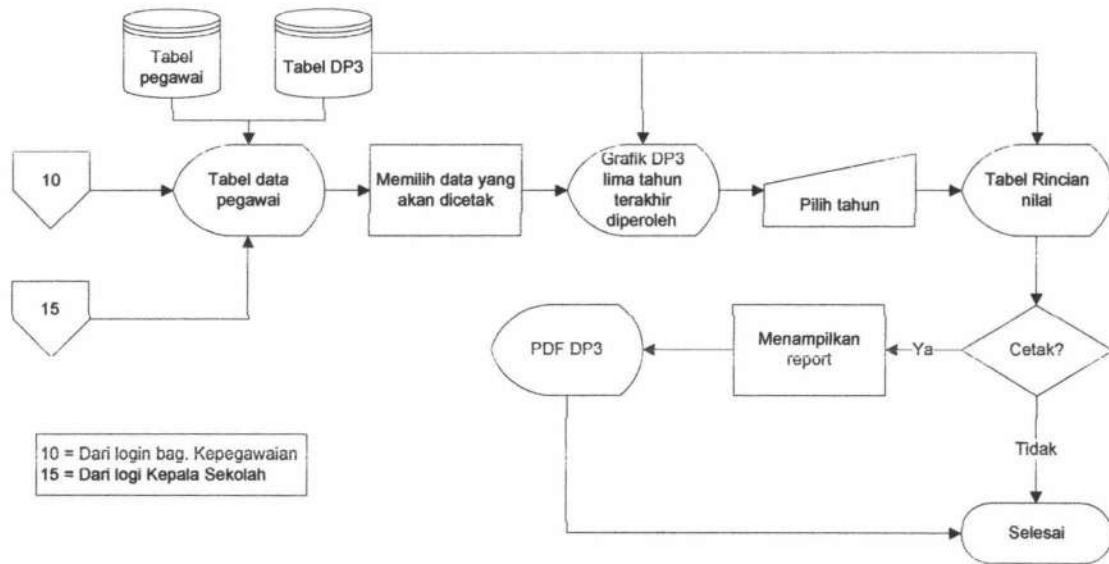 Tabel
pegawai
Tabel DP3
10
Tabel data
pegawai
Memilih data yang
akan dicetak
Grafik DP3
lima tahun
terakhir
diperoleh
Pilih tahun
Tabel Rincian
nilai
15
PDF DP3
Menampilkan
report
Ya
Cetak?
Tidak
Selesai
10 = Dari login bag. Kepegawaian
15 = Dari logi Kepala Sekolah